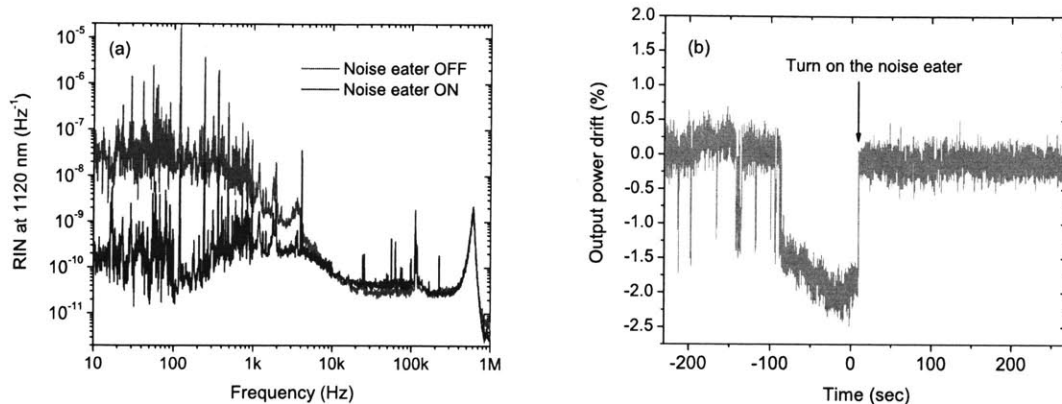 (a)
Noise eater OFF
Noise eater ON
RIN at 1120 nm (Hz⁻¹)
10⁻⁵
10⁻⁶
10⁻⁷
10⁻⁸
10⁻⁹
10⁻¹⁰
10⁻¹¹
10 100 1k 10k 100k 1M
Frequency (Hz)
(b)
Turn on the noise eater
Output power drift (%)
2.0
1.5
1.0
0.5
0.0
-0.5
-1.0
-1.5
-2.0
-2.5
-200 -100 0 100 200
Time (sec)